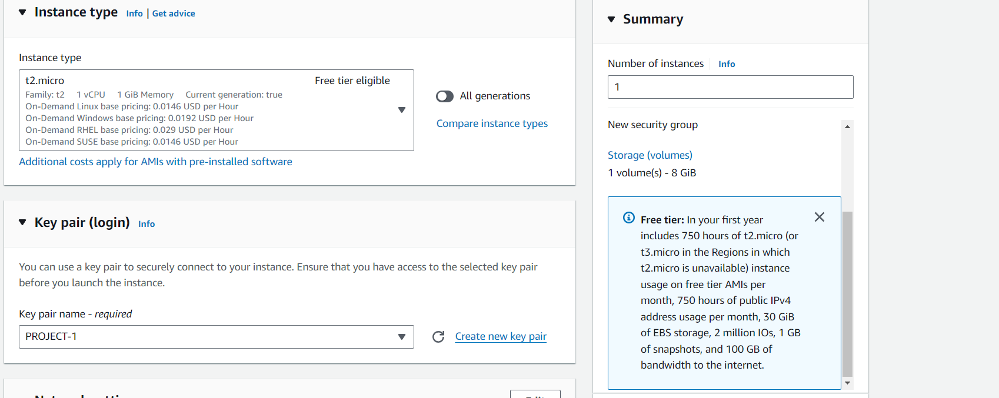 Instance type Info | Get advice
Instance type
t2.micro Free tier eligible
Family: t2 1 vCPU 1 GiB Memory Current generation: true
On-Demand Linux base pricing: 0.0146 USD per Hour
On-Demand Windows base pricing: 0.0192 USD per Hour
On-Demand RHEL base pricing: 0.029 USD per Hour
On-Demand SUSE base pricing: 0.0146 USD per Hour
All generations
Compare instance types
Additional costs apply for AMIs with pre-installed software
Key pair (login) Info
You can use a key pair to securely connect to your instance. Ensure that you have access to the selected key pair
before you launch the instance.
Key pair name - required
PROJECT-1
Create new key pair
Summary
Number of instances Info
1
New security group
Storage (volumes)
1 volume(s) - 8 GiB
Free tier: In your first year
includes 750 hours of t2.micro (or
t3.micro in the Regions in which
t2.micro is unavailable) instance
usage on free tier AMIs per
month, 750 hours of public IPv4
address usage per month, 30 GiB
of EBS storage, 2 million IOs, 1 GB
of snapshots, and 100 GB of
bandwidth to the internet.